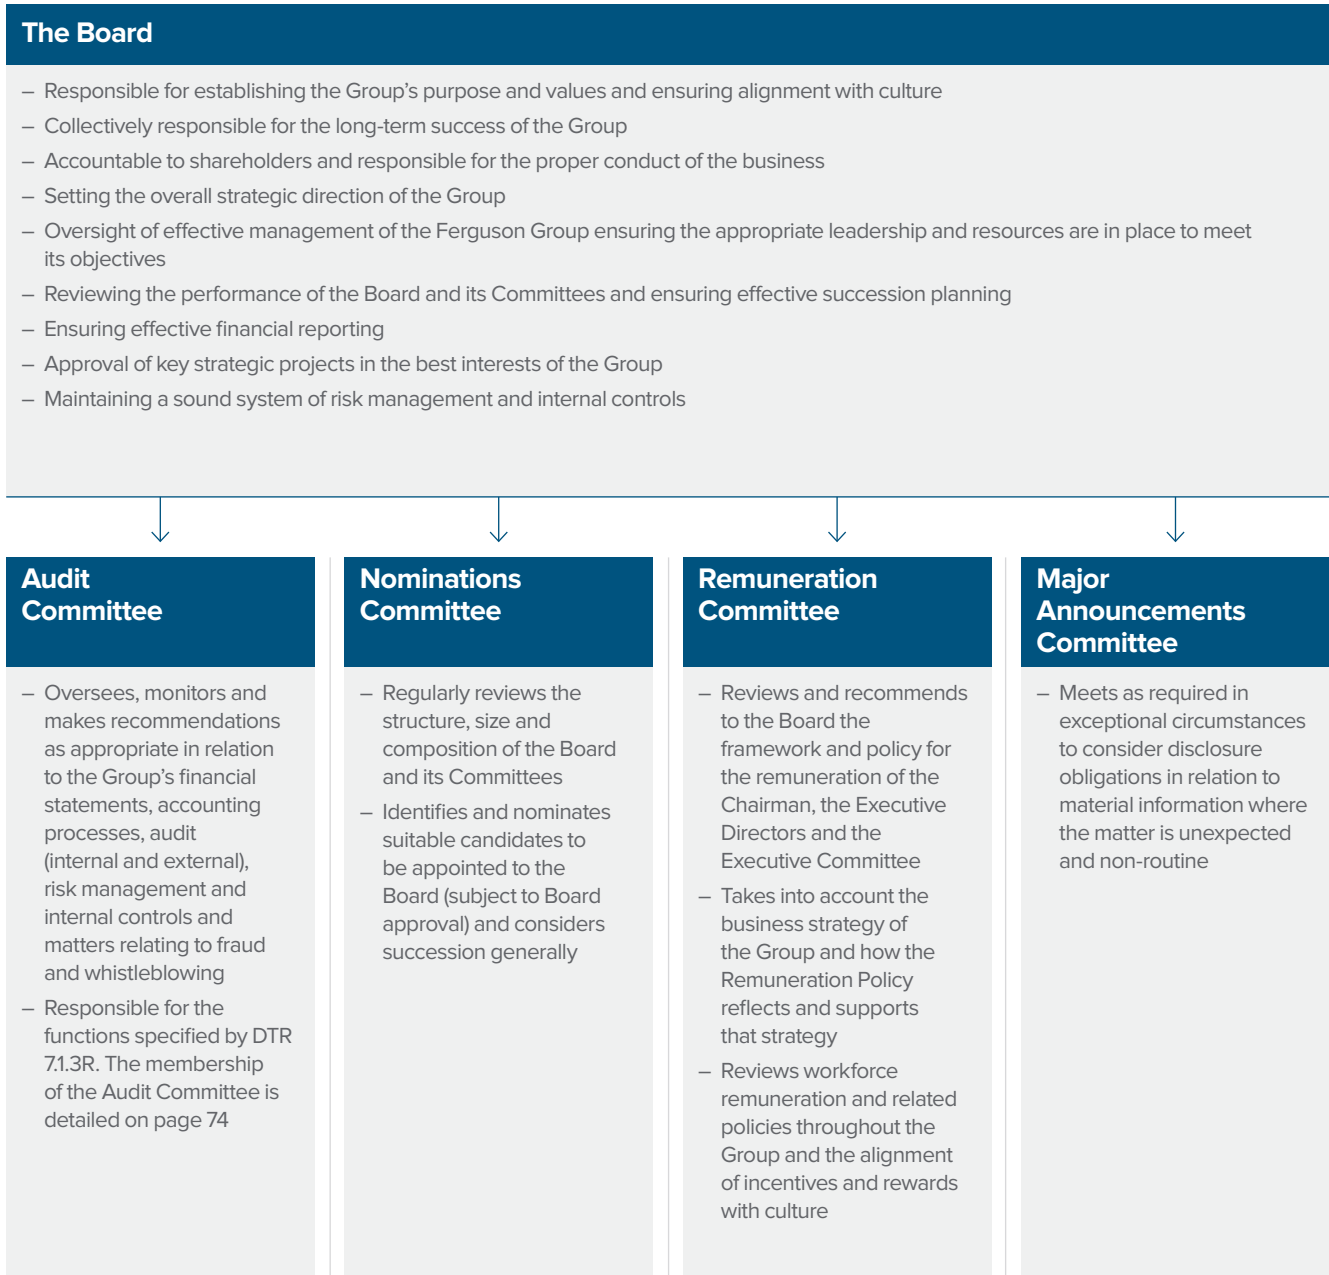 The Board
– Responsible for establishing the Group’s purpose and values and ensuring alignment with culture
– Collectively responsible for the long-term success of the Group
– Accountable to shareholders and responsible for the proper conduct of the business
– Setting the overall strategic direction of the Group
– Oversight of effective management of the Ferguson Group ensuring the appropriate leadership and resources are in place to meet
its objectives
– Reviewing the performance of the Board and its Committees and ensuring effective succession planning
– Ensuring effective financial reporting
– Approval of key strategic projects in the best interests of the Group
– Maintaining a sound system of risk management and internal controls
Audit
Committee
– Oversees, monitors and
makes recommendations
as appropriate in relation
to the Group’s financial
statements, accounting
processes, audit
(internal and external),
risk management and
internal controls and
matters relating to fraud
and whistleblowing
– Responsible for the
functions specified by DTR
7.1.3R. The membership
of the Audit Committee is
detailed on page 74
Nominations
Committee
– Regularly reviews the
structure, size and
composition of the Board
and its Committees
– Identifies and nominates
suitable candidates to
be appointed to the
Board (subject to Board
approval) and considers
succession generally
Remuneration
Committee
– Reviews and recommends
to the Board the
framework and policy for
the remuneration of the
Chairman, the Executive
Directors and the
Executive Committee
– Takes into account the
business strategy of
the Group and how the
Remuneration Policy
reflects and supports
that strategy
– Reviews workforce
remuneration and related
policies throughout the
Group and the alignment
of incentives and rewards
with culture
Major
Announcements
Committee
– Meets as required in
exceptional circumstances
to consider disclosure
obligations in relation to
material information where
the matter is unexpected
and non-routine